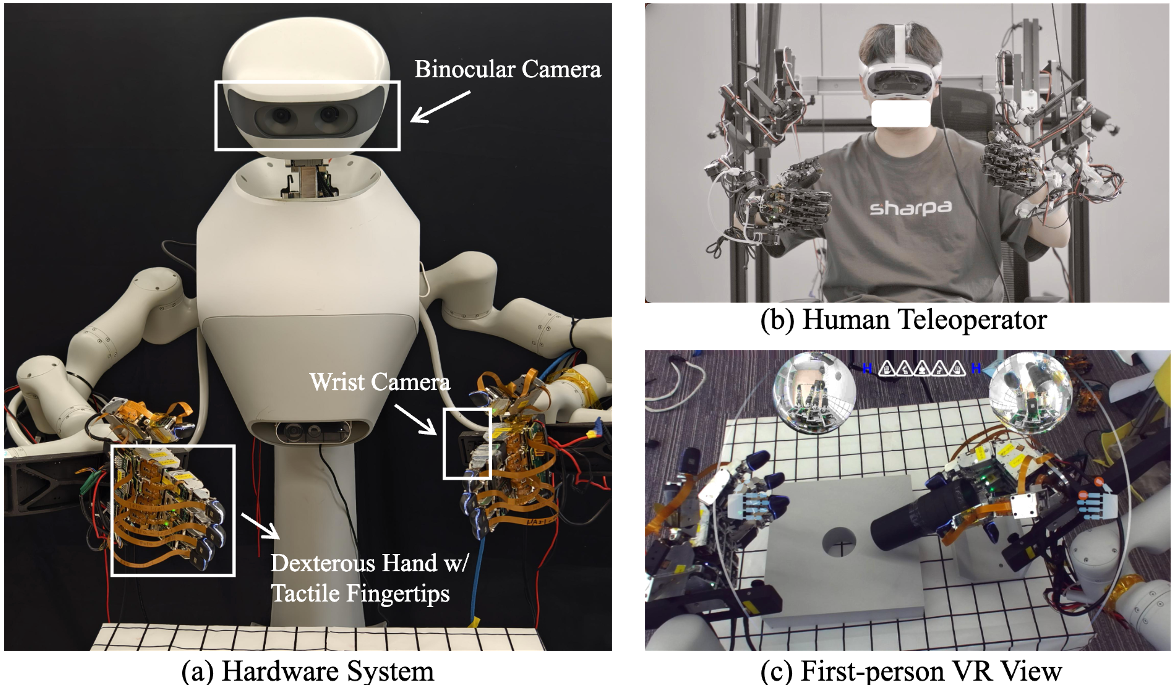 Binocular Camera
Wrist Camera
Dexterous Hand w/
Tactile Fingertips
(a) Hardware System
sharpa
(b) Human Teleoperator
H H
(c) First-person VR View